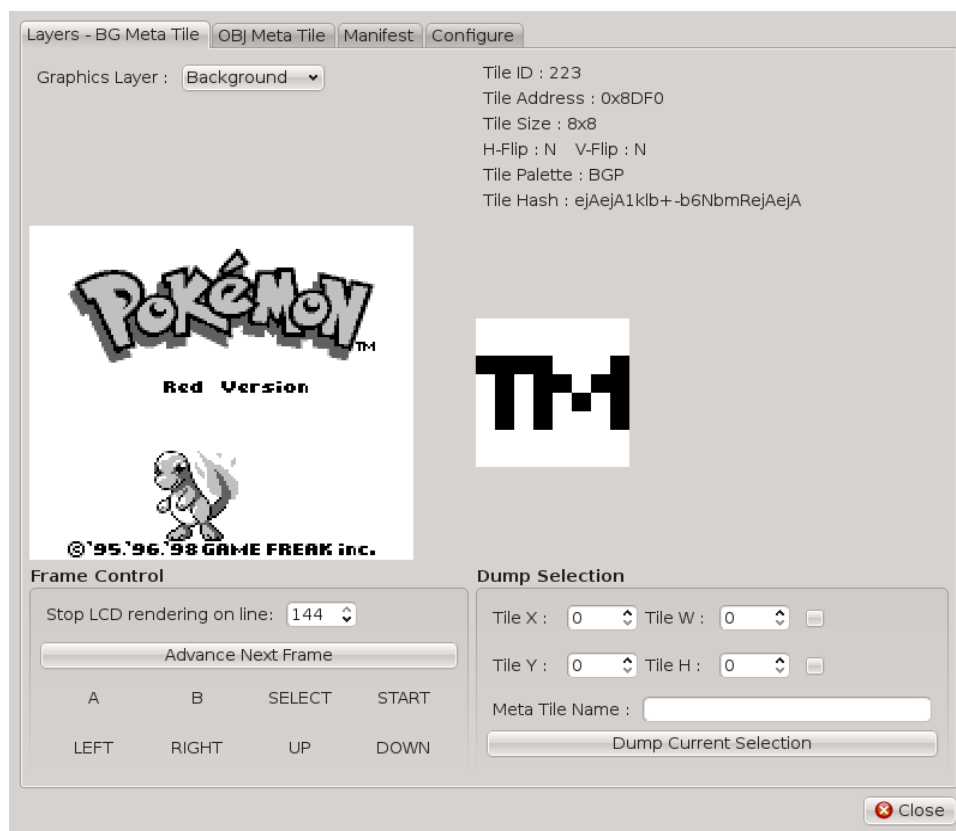 Layers - BG Meta Tile OBJ Meta Tile Manifest Configure
Graphics Layer : Background
Tile ID : 223
Tile Address : 0x8DF0
Tile Size : 8x8
H-Flip : N V-Flip : N
Tile Palette : BGP
Tile Hash : ejAejA1klb+-b6NbmRejAejA
POKéMON
TM
Red Version
©'95.'96.'98 GAME FREAK inc.
TM
Frame Control
Stop LCD rendering on line: 144
Advance Next Frame
A B SELECT START
LEFT RIGHT UP DOWN
Dump Selection
Tile X : 0 Tile W : 0
Tile Y : 0 Tile H : 0
Meta Tile Name :
Dump Current Selection
Close